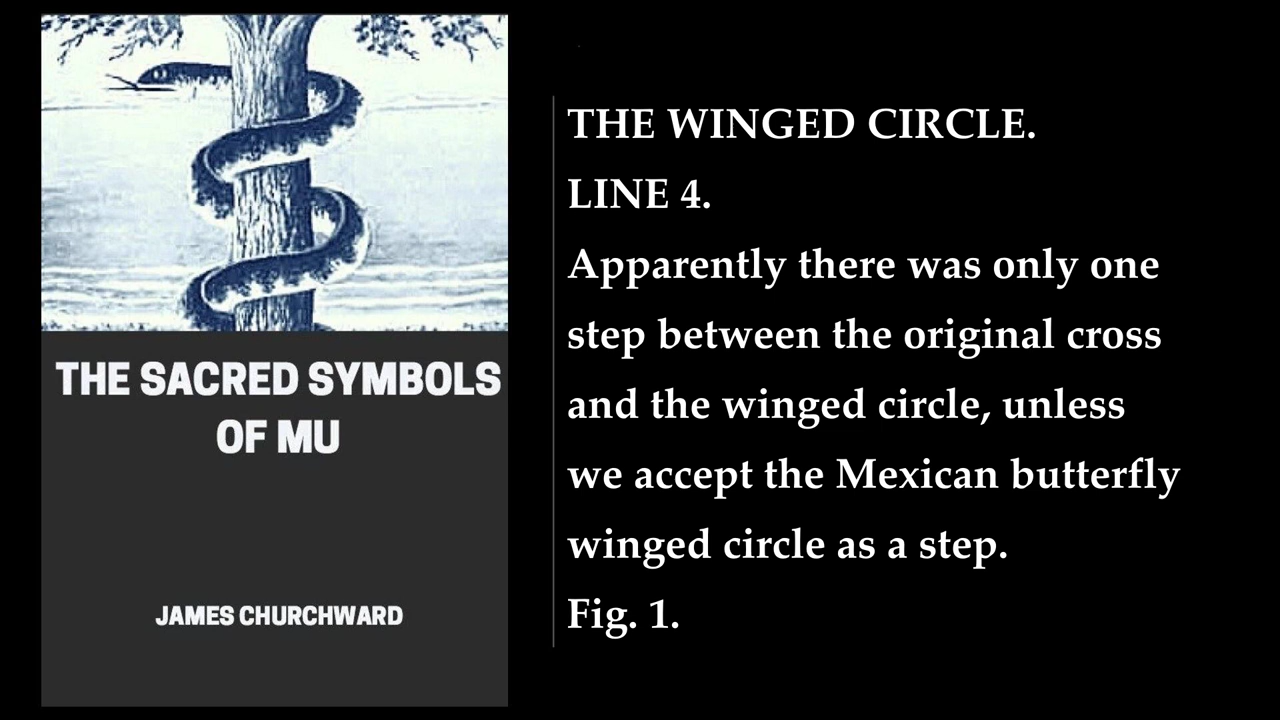 THE SACRED SYMBOLS
OF MU
JAMES CHURCHWARD
THE WINGED CIRCLE.
LINE 4.
Apparently there was only one
step between the original cross
and the winged circle, unless
we accept the Mexican butterfly
winged circle as a step.
Fig. 1.